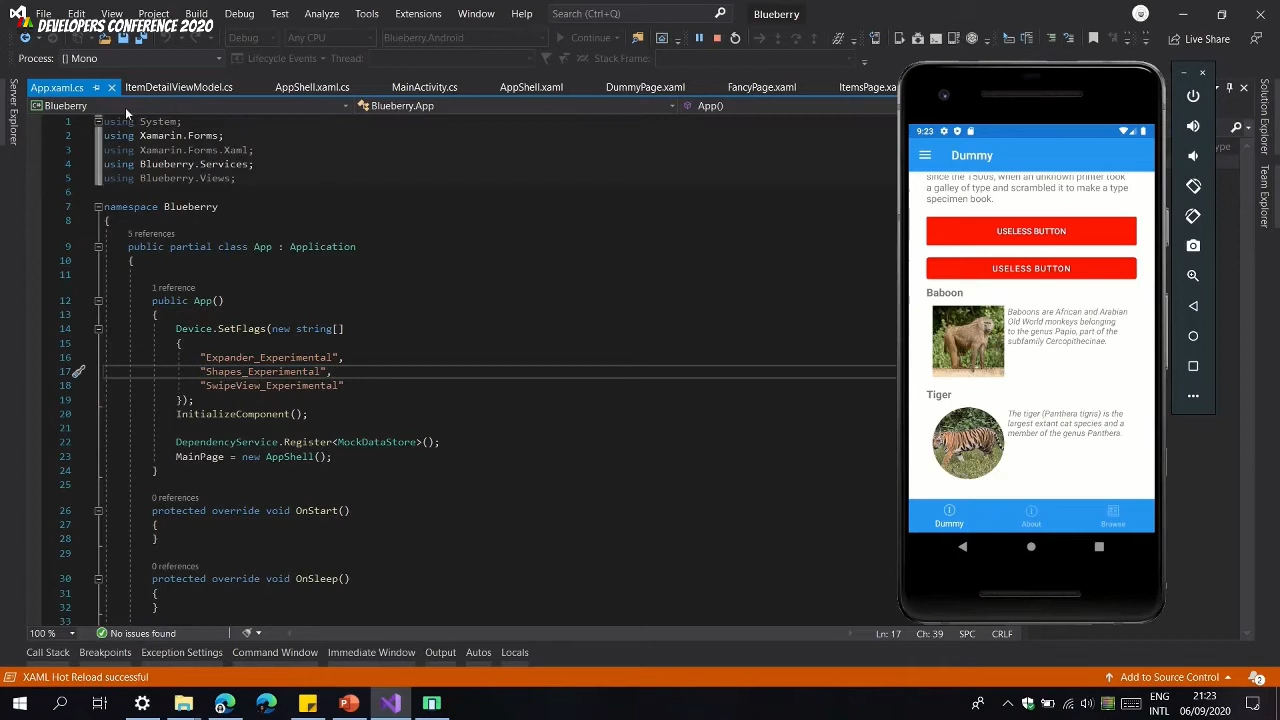 DEVELOPERS CONFERENCE 2020
Debug Test Analyze Tools Extensions Window Help Search (Ctrl+Q) Blueberry
Debug Any CPU Blueberry.Android Continue Live Share
Process: [] Mono Lifecycle Events Thread: Stack Frame:
App.xaml.cs ItemDetailViewModel.cs AppShell.xaml.cs MainActivity.cs AppShell.xaml DummyPage.xaml ItemsPage.xa
Blueberry Blueberry.App App()
Server Explorer
Solution Explorer
Test Explorer
1 using System;
2 using Xamarin.Forms;
3 using Xamarin.Forms.Xaml;
4 using Blueberry.Services;
5 using Blueberry.Views;
6
7 namespace Blueberry
8 {
5 references
9 public partial class App : Application
10 {
11
1 reference
12 public App()
13 {
14 Device.SetFlags(new string[]
15 {
16 "Expander_Experimental",
17 "Shapes_Experimental",
18 "SwipeView_Experimental"
19 });
20 InitializeComponent();
21
22 DependencyService.Register<MockDataStore>();
23 MainPage = new AppShell();
24 }
25
0 references
26 protected override void OnStart()
27 {
28 }
29
0 references
30 protected override void OnSleep()
31 {
32 }
33
9:23
Dummy
since the 1500s, when an unknown printer took
a galley of type and scrambled it to make a type
specimen book.
USELESS BUTTON
USELESS BUTTON
Baboon
Baboons are African and Arabian
Old World monkeys belonging
to the genus Papio, part of the
subfamily Cercopithecinae.
Tiger
The tiger (Panthera tigris) is the
largest extant cat species and a
member of the genus Panthera.
Dummy About Browse
100 % No issues found Ln: 17 Ch: 39 SPC CRLF
Call Stack Breakpoints Exception Settings Command Window Immediate Window Output Autos Locals
XAML Hot Reload successful Add to Source Control 2
ENG
INTL
21:23
06/09/2020